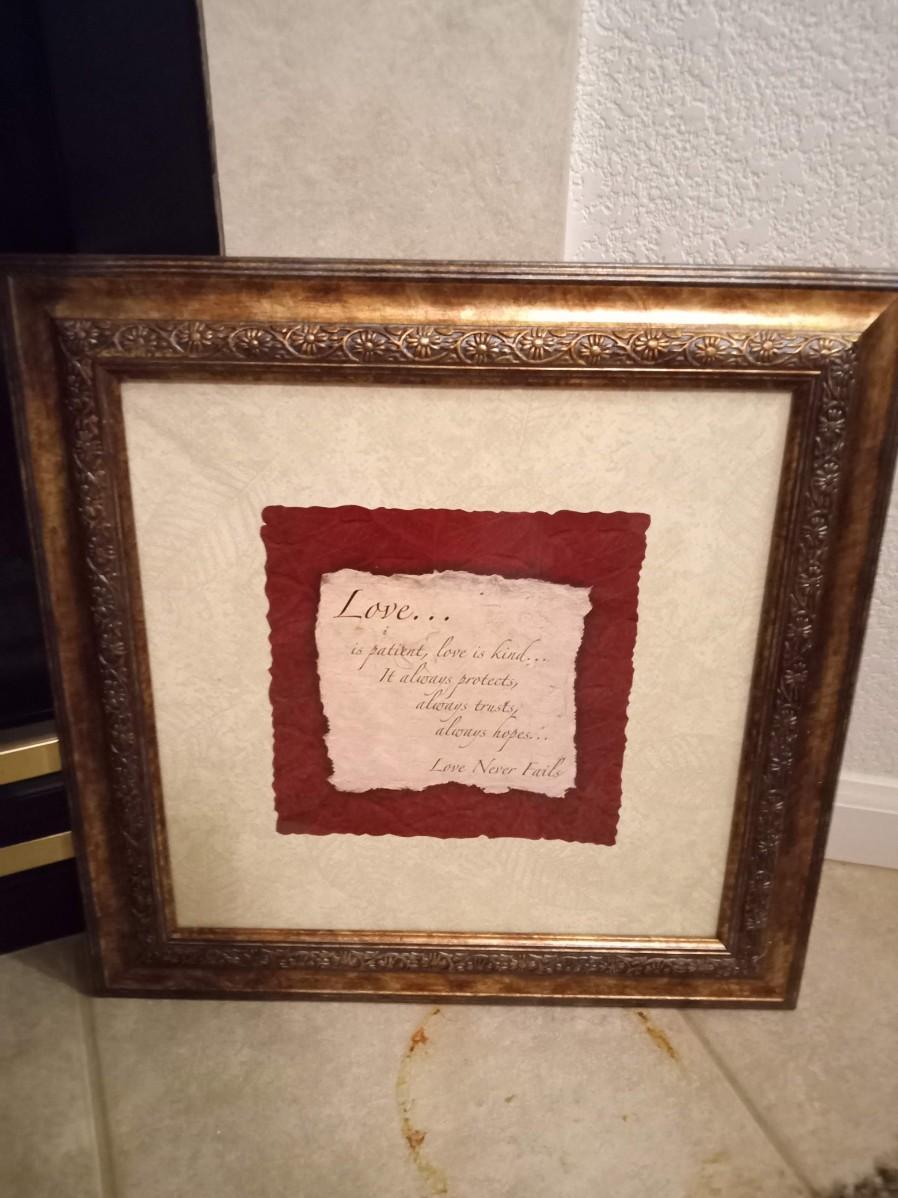 Love...
is patient, love is kind...
It always protects,
always trusts,
always hopes...
Love Never Fails